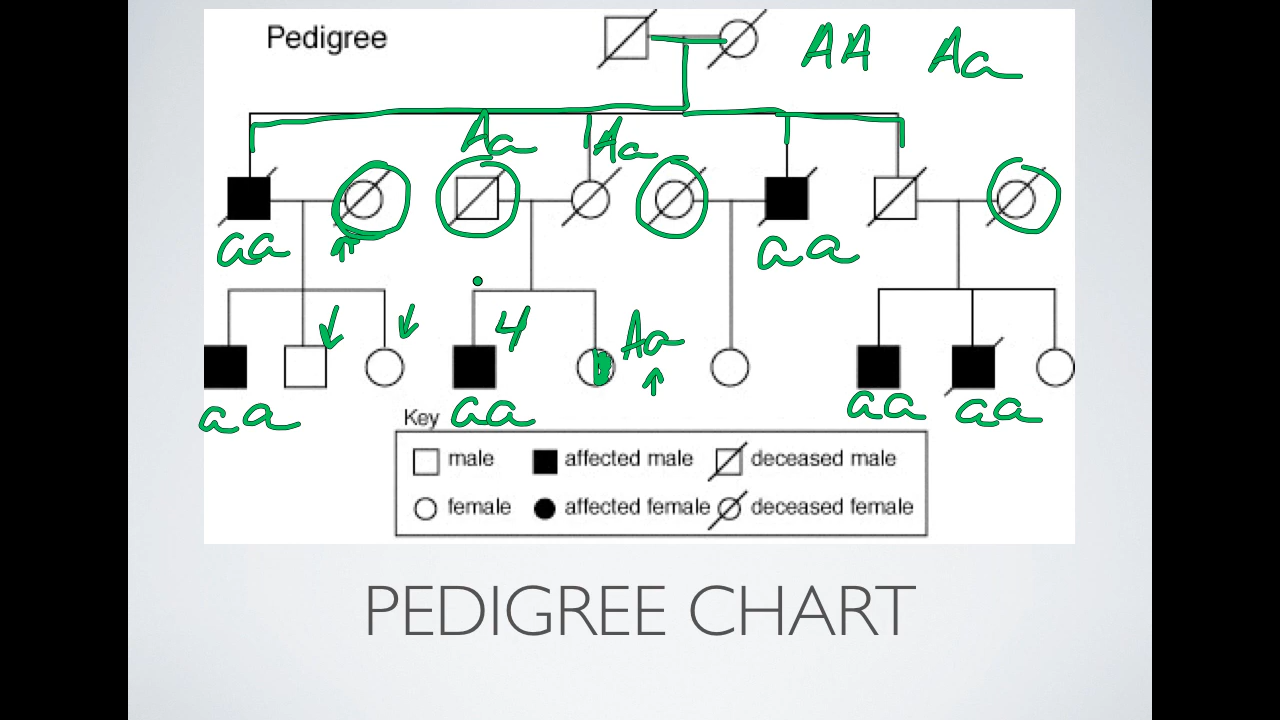 Pedigree
AA Aa
Aa Aa
aa aa
4 Aa
aa aa aa aa
Key
male affected male deceased male
female affected female deceased female
PEDIGREE CHART